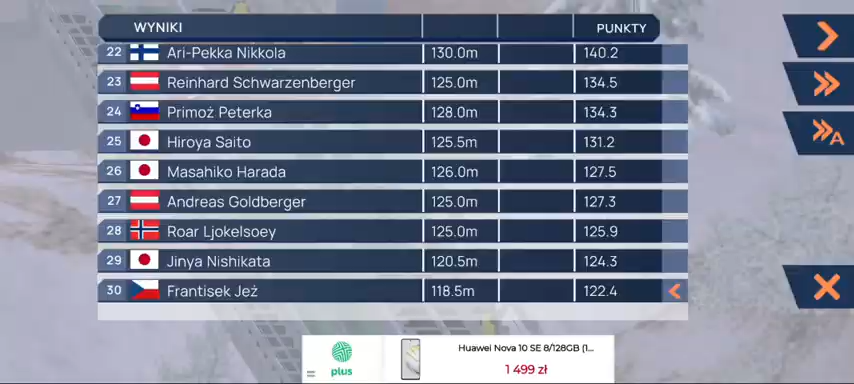 WYNIKI PUNKTY
22 Ari-Pekka Nikkola 130.0m 140.2
23 Reinhard Schwarzenberger 125.0m 134.5
24 Primož Peterka 128.0m 134.3
25 Hiroya Saito 125.5m 131.2
26 Masahiko Harada 126.0m 127.5
27 Andreas Goldberger 125.0m 127.3
28 Roar Ljokelsoey 125.0m 125.9
29 Jinya Nishikata 120.5m 124.3
30 Frantisek Jež 118.5m 122.4
A
plus
Huawei Nova 10 SE 8/128GB (1...
1 499 zł